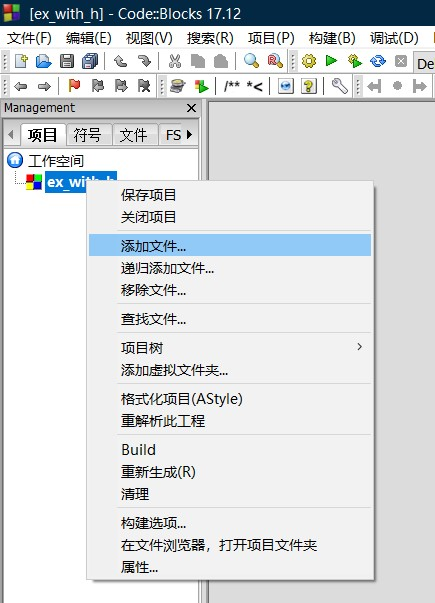 [ex_with_h] - Code::Blocks 17.12
文件(F) 编辑(E) 视图(V) 搜索(R) 项目(P) 构建(B) 调试(D)
De
/** *<
Management
项目 符号 文件 FS
工作空间
ex_with_h
保存项目
关闭项目
添加文件...
递归添加文件...
移除文件...
查找文件...
项目树
添加虚拟文件夹...
格式化项目(AStyle)
重解析此工程
Build
重新生成(R)
清理
构建选项...
在文件浏览器，打开项目文件夹
属性...